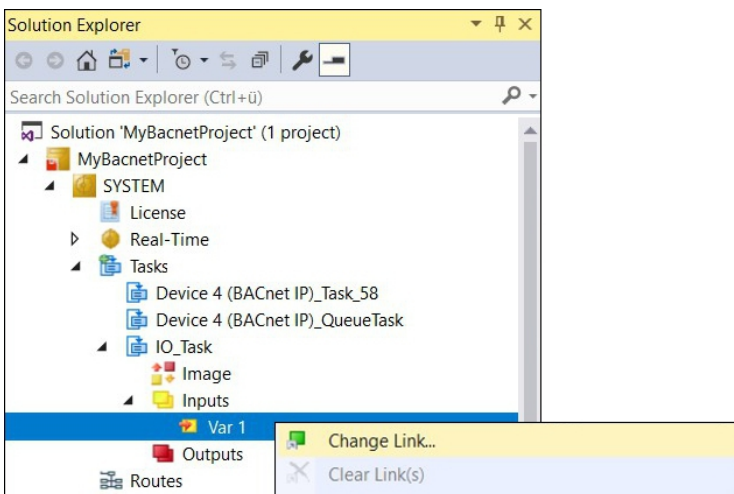 Solution Explorer
Search Solution Explorer (Ctrl+ü)
Solution 'MyBacnetProject' (1 project)
MyBacnetProject
SYSTEM
License
Real-Time
Tasks
Device 4 (BACnet IP)_Task_58
Device 4 (BACnet IP)_QueueTask
IO_Task
Image
Inputs
Var 1
Change Link...
Outputs
Clear Link(s)
Routes